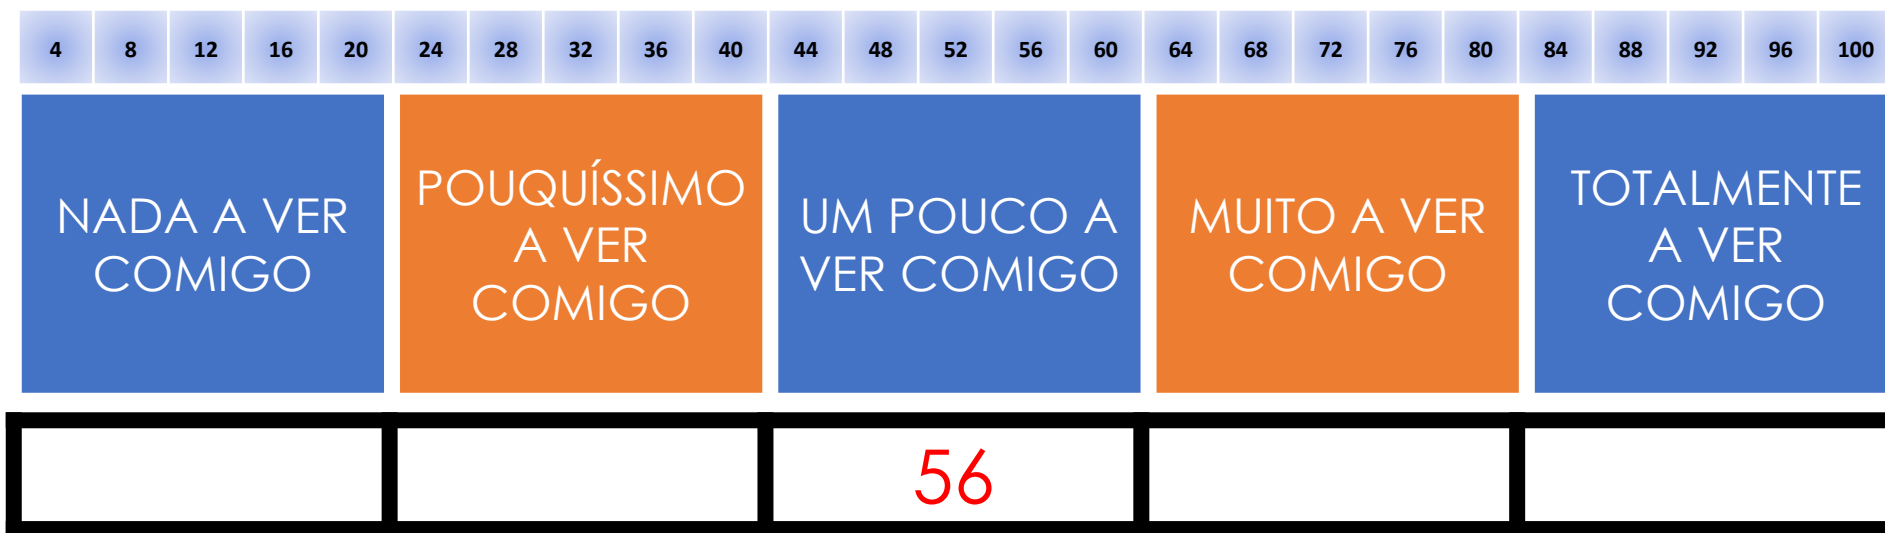 4 8 12 16 20 24 28 32 36 40 44 48 52 56 60 64 68 72 76 80 84 88 92 96 100
NADA A VER
COMIGO
POUQUÍSSIMO
A VER
COMIGO
UM POUCO A
VER COMIGO
MUITO A VER
COMIGO
TOTALMENTE
A VER
COMIGO
56